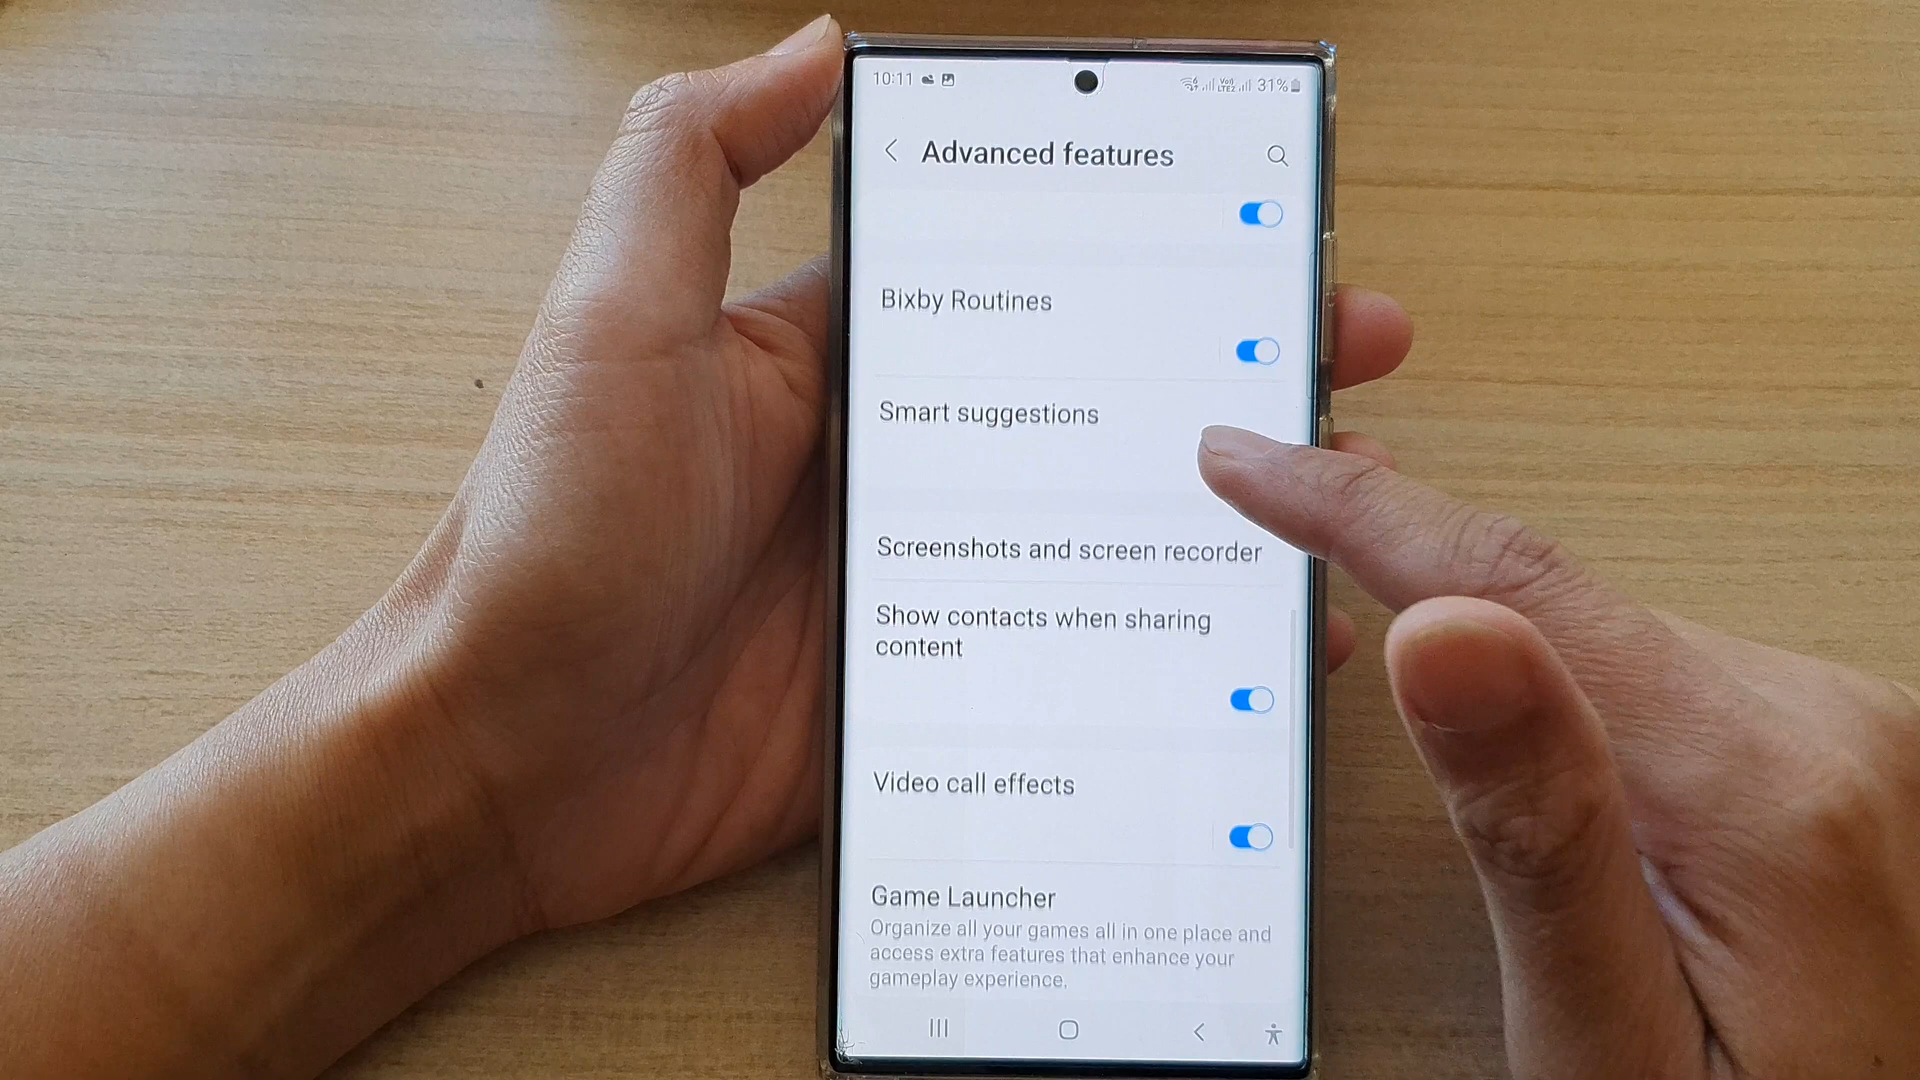 10:11
31%
Advanced features
Bixby Routines
Smart suggestions
Screenshots and screen recorder
Show contacts when sharing
content
Video call effects
Game Launcher
Organize all your games all in one place and
access extra features that enhance your
gameplay experience.